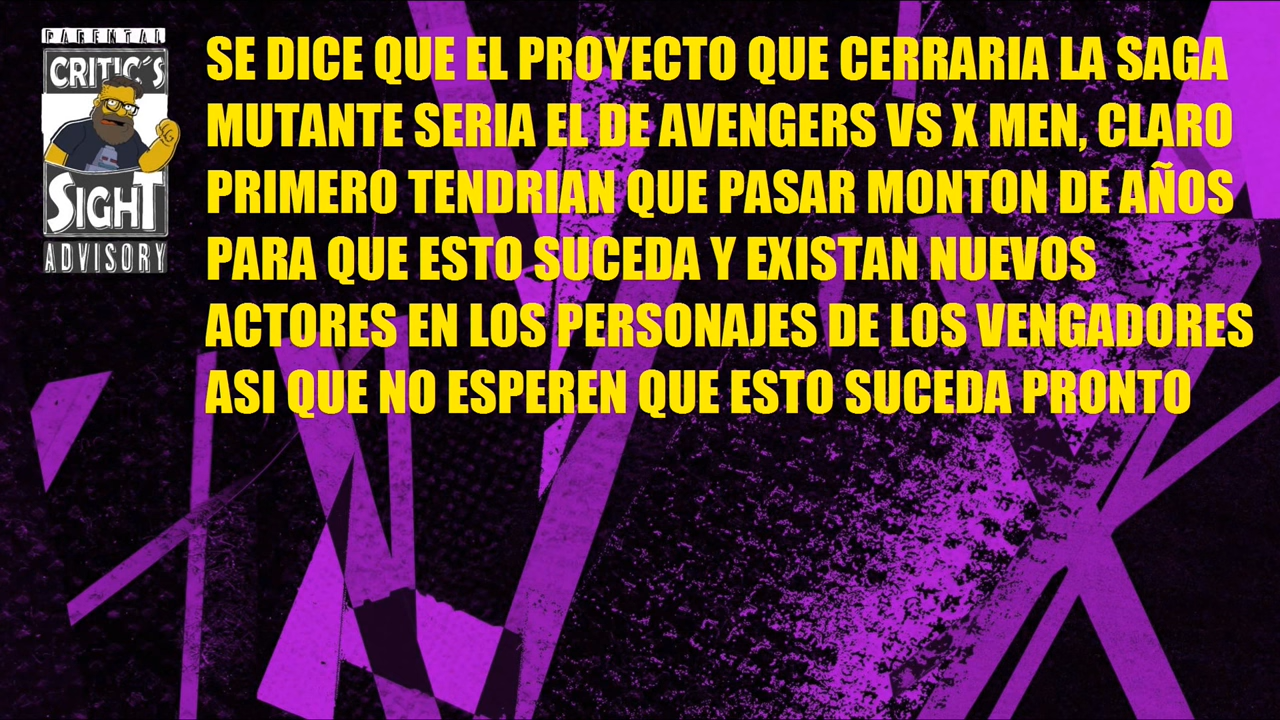 PARENTAL
CRITIC´S
SIGHT
ADVISORY
SE DICE QUE EL PROYECTO QUE CERRARIA LA SAGA
MUTANTE SERIA EL DE AVENGERS VS X MEN, CLARO
PRIMERO TENDRIAN QUE PASAR MONTON DE AÑOS
PARA QUE ESTO SUCEDA Y EXISTAN NUEVOS
ACTORES EN LOS PERSONAJES DE LOS VENGADORES
ASI QUE NO ESPEREN QUE ESTO SUCEDA PRONTO